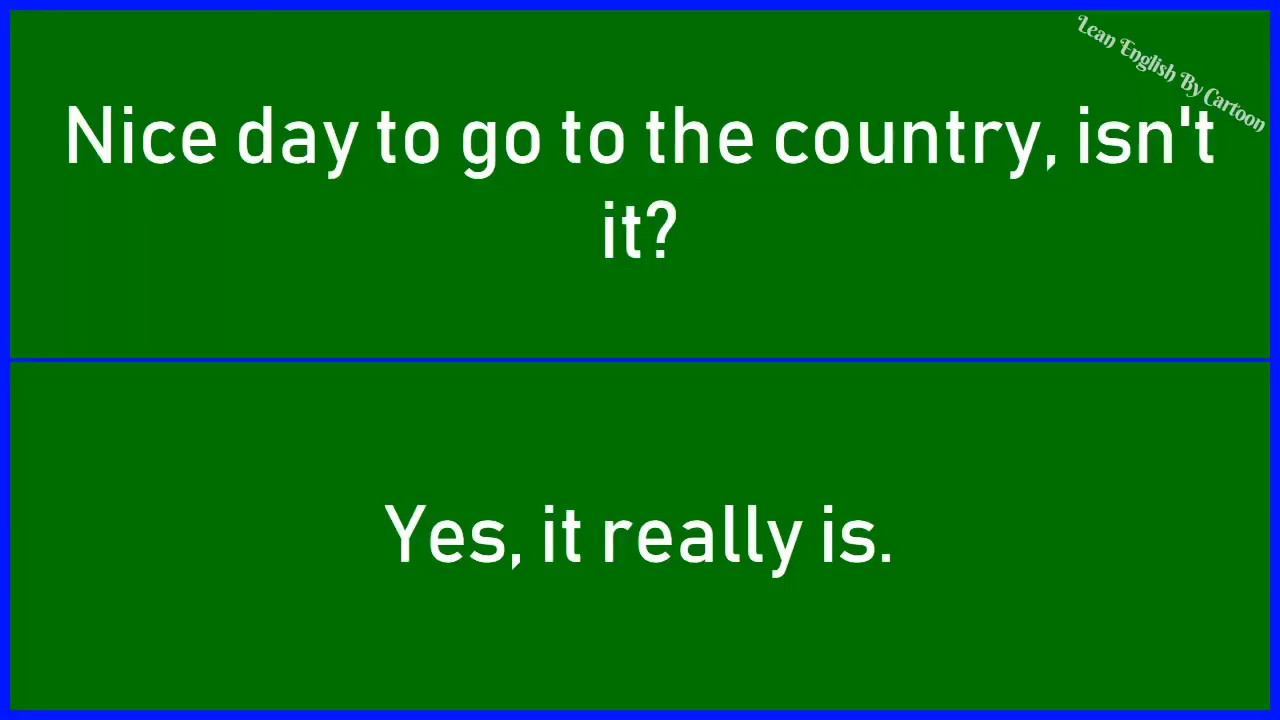 Lean English By Cartoon
Nice day to go to the country, isn't
it?
Yes, it really is.